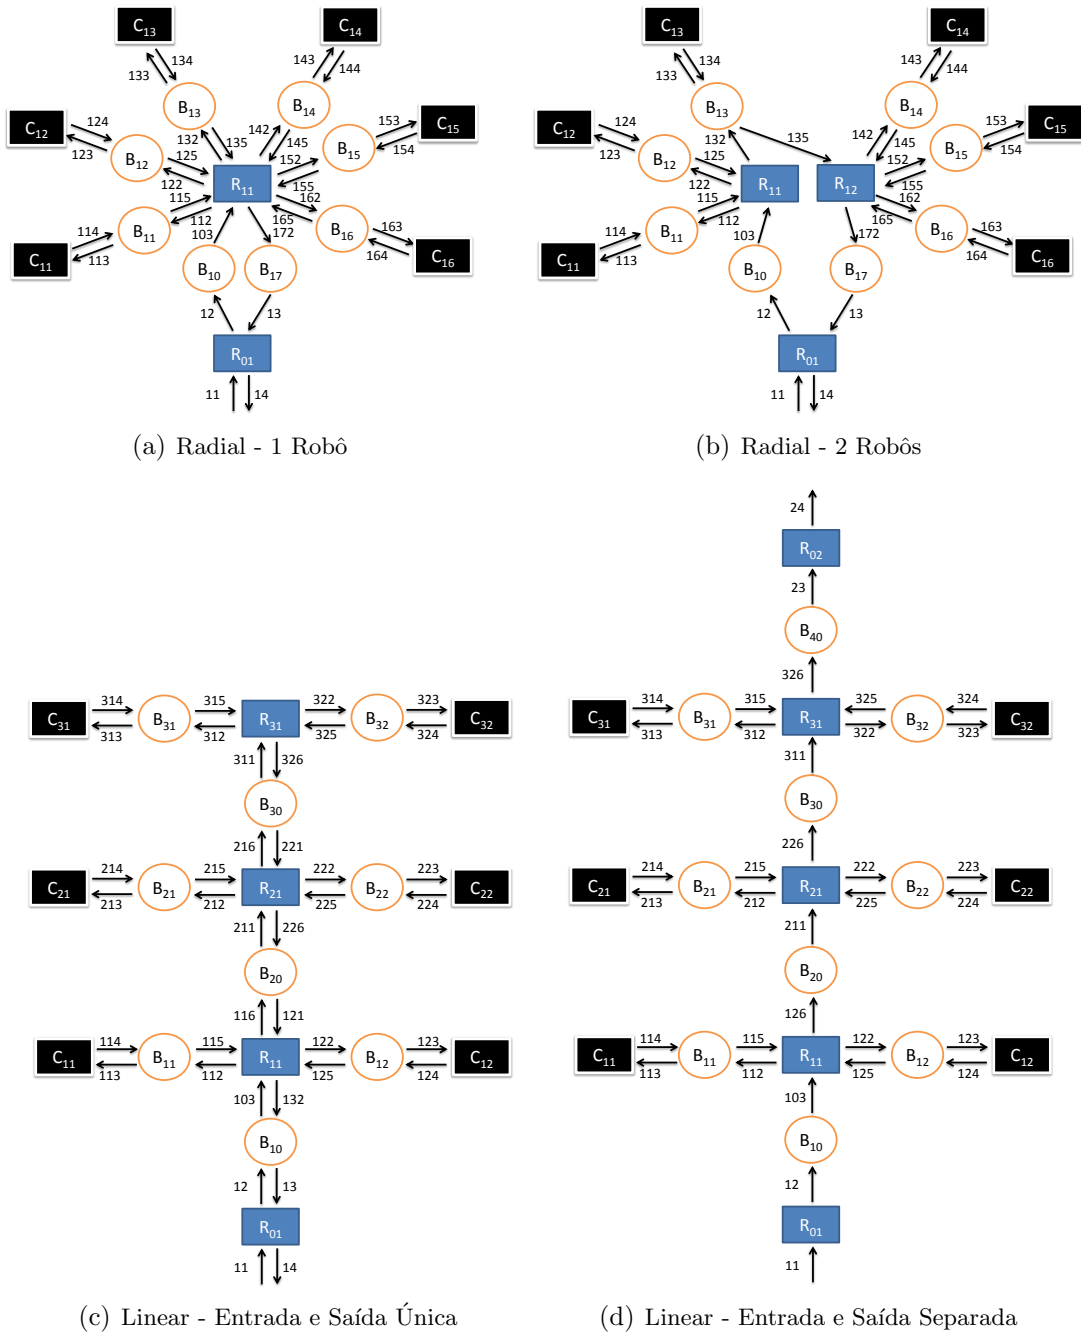 C13 C14
134 143
133 144
B13 B14
C12 124 153 C15
132 135 142 145
123 B12 125 152 B15 154
122 R11 155
115 162
114 B11 112 165 B16 163
C11 113 103 172 164 C16
B10 B17
12 13
R01
11 14
(a) Radial - 1 Robô
C13 C14
134 143
133 144
B13 B14
C12 124 153 C15
132 135 142 145
123 B12 125 152 B15 154
122 R11 R12 155
115 162
114 B11 112 165 B16 163
C11 113 103 172 164 C16
B10 B17
12 13
R01
11 14
(b) Radial - 2 Robôs
314 315 322 323
C31 B31 R31 B32 C32
313 312 325 324
311 326
B30
216 221
214 215 222 223
C21 B21 R21 B22 C22
213 212 225 224
211 226
B20
116 121
114 115 122 123
C11 B11 R11 B12 C12
113 112 125 124
103 132
B10
12 13
R01
11 14
(c) Linear - Entrada e Saída Única
24
R02
23
B40
326
314 315 325 324
C31 B31 R31 B32 C32
313 312 322 323
311
B30
226
214 215 222 223
C21 B21 R21 B22 C22
213 212 225 224
211
B20
126
114 115 122 123
C11 B11 R11 B12 C12
113 112 125 124
103
B10
12
R01
11
(d) Linear - Entrada e Saída Separada